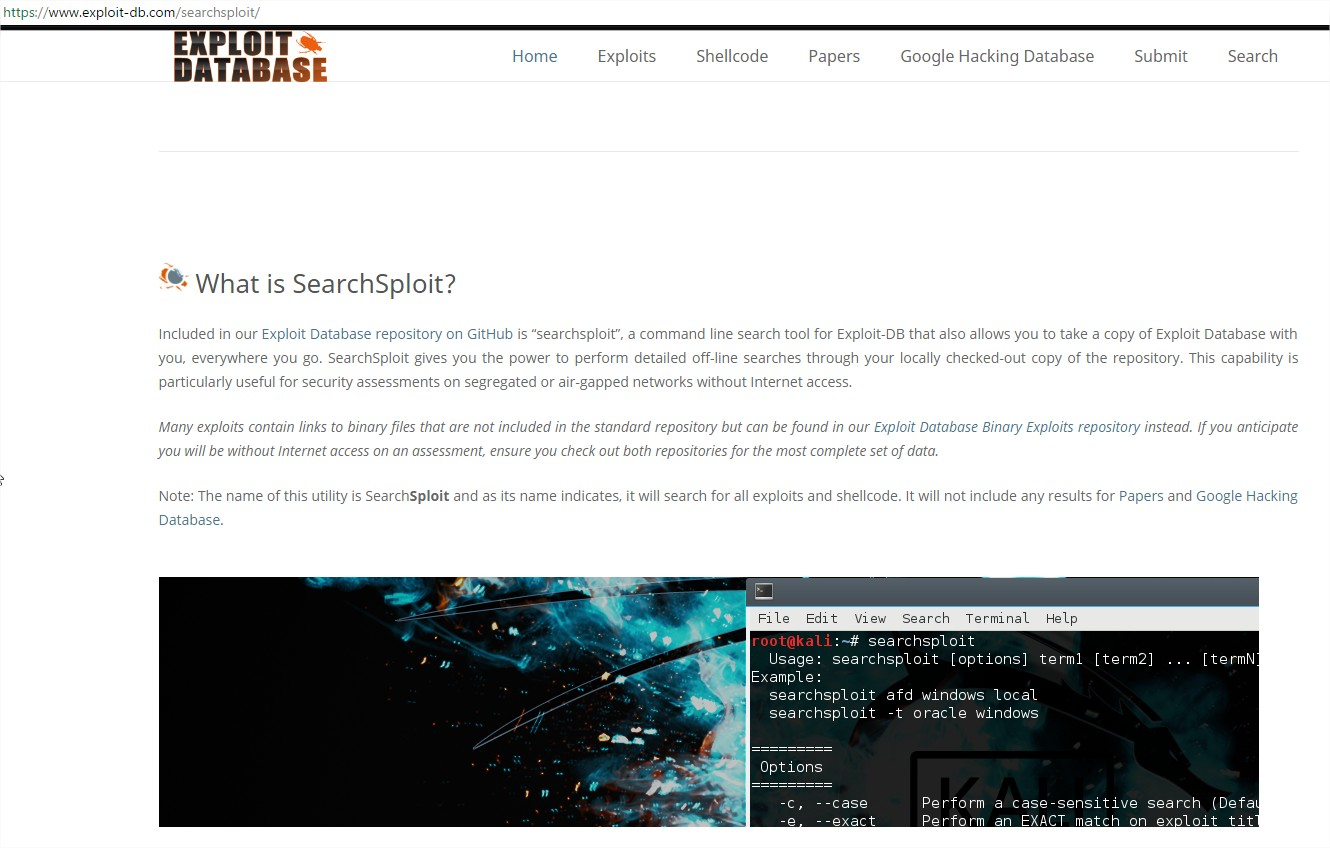 https://www.exploit-db.com/searchsploit/
EXPLOIT
DATABASE
Home Exploits Shellcode Papers Google Hacking Database Submit Search
What is SearchSploit?
Included in our Exploit Database repository on GitHub is “searchsploit”, a command line search tool for Exploit-DB that also allows you to take a copy of Exploit Database with
you, everywhere you go. SearchSploit gives you the power to perform detailed off-line searches through your locally checked-out copy of the repository. This capability is
particularly useful for security assessments on segregated or air-gapped networks without Internet access.
Many exploits contain links to binary files that are not included in the standard repository but can be found in our Exploit Database Binary Exploits repository instead. If you anticipate
you will be without Internet access on an assessment, ensure you check out both repositories for the most complete set of data.
Note: The name of this utility is SearchSploit and as its name indicates, it will search for all exploits and shellcode. It will not include any results for Papers and Google Hacking
Database.
File Edit View Search Terminal Help
root@kali:~# searchsploit
Usage: searchsploit [options] term1 [term2] ... [termN]
Example:
searchsploit afd windows local
searchsploit -t oracle windows
=========
Options
=========
KALI
-c, --case Perform a case-sensitive search (Defau
-e, --exact Perform an EXACT match on exploit titl